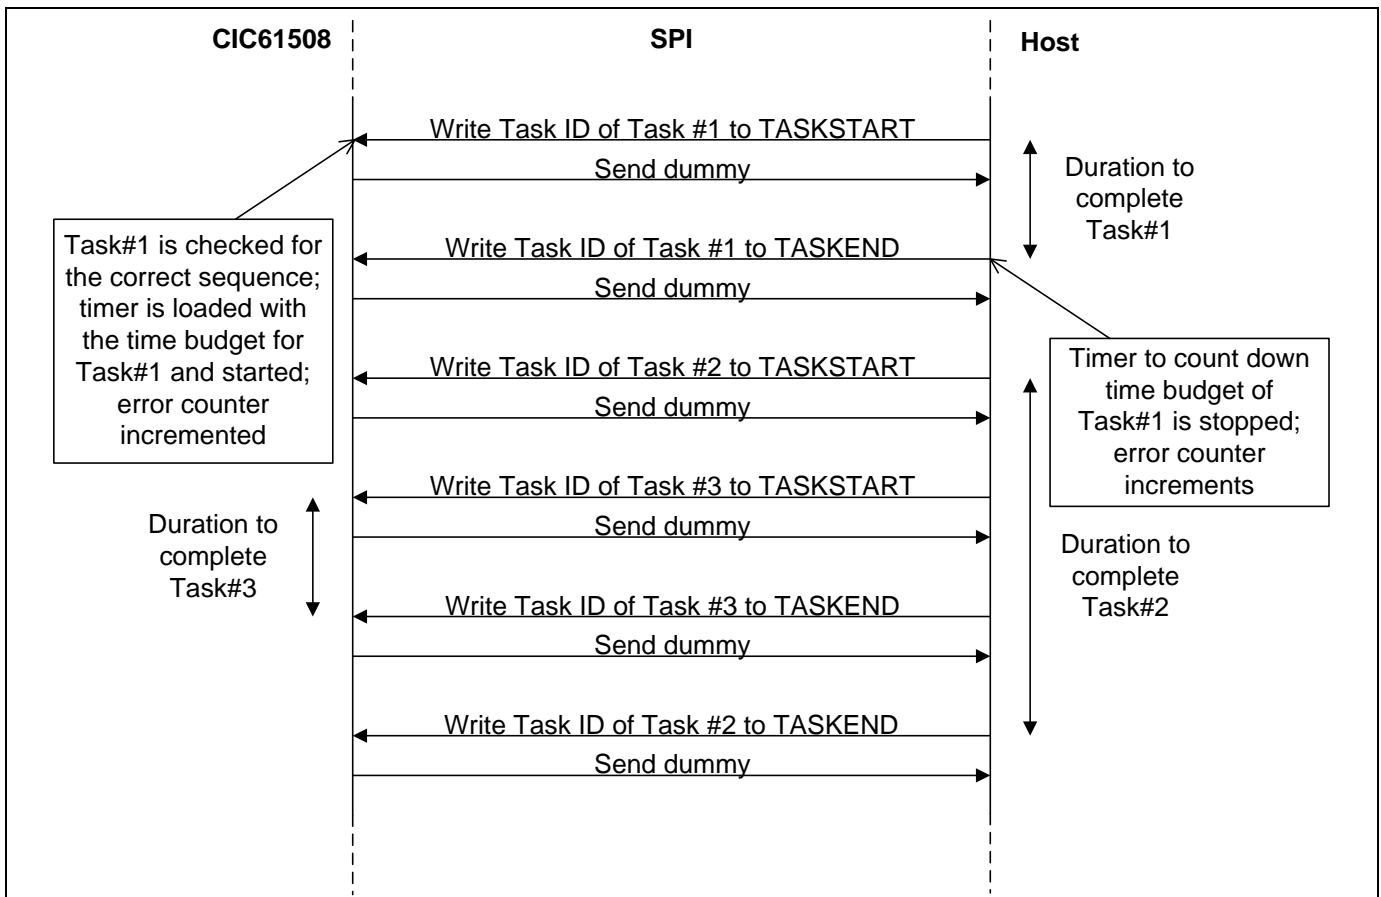 CIC61508
SPI
Host
Write Task ID of Task #1 to TASKSTART
Send dummy
Duration to
complete
Task#1
Task#1 is checked for
the correct sequence;
timer is loaded with
the time budget for
Task#1 and started;
error counter
incremented
Write Task ID of Task #1 to TASKEND
Send dummy
Timer to count down
time budget of
Task#1 is stopped;
error counter
increments
Write Task ID of Task #2 to TASKSTART
Send dummy
Write Task ID of Task #3 to TASKSTART
Send dummy
Duration to
complete
Task#3
Duration to
complete
Task#2
Write Task ID of Task #3 to TASKEND
Send dummy
Write Task ID of Task #2 to TASKEND
Send dummy